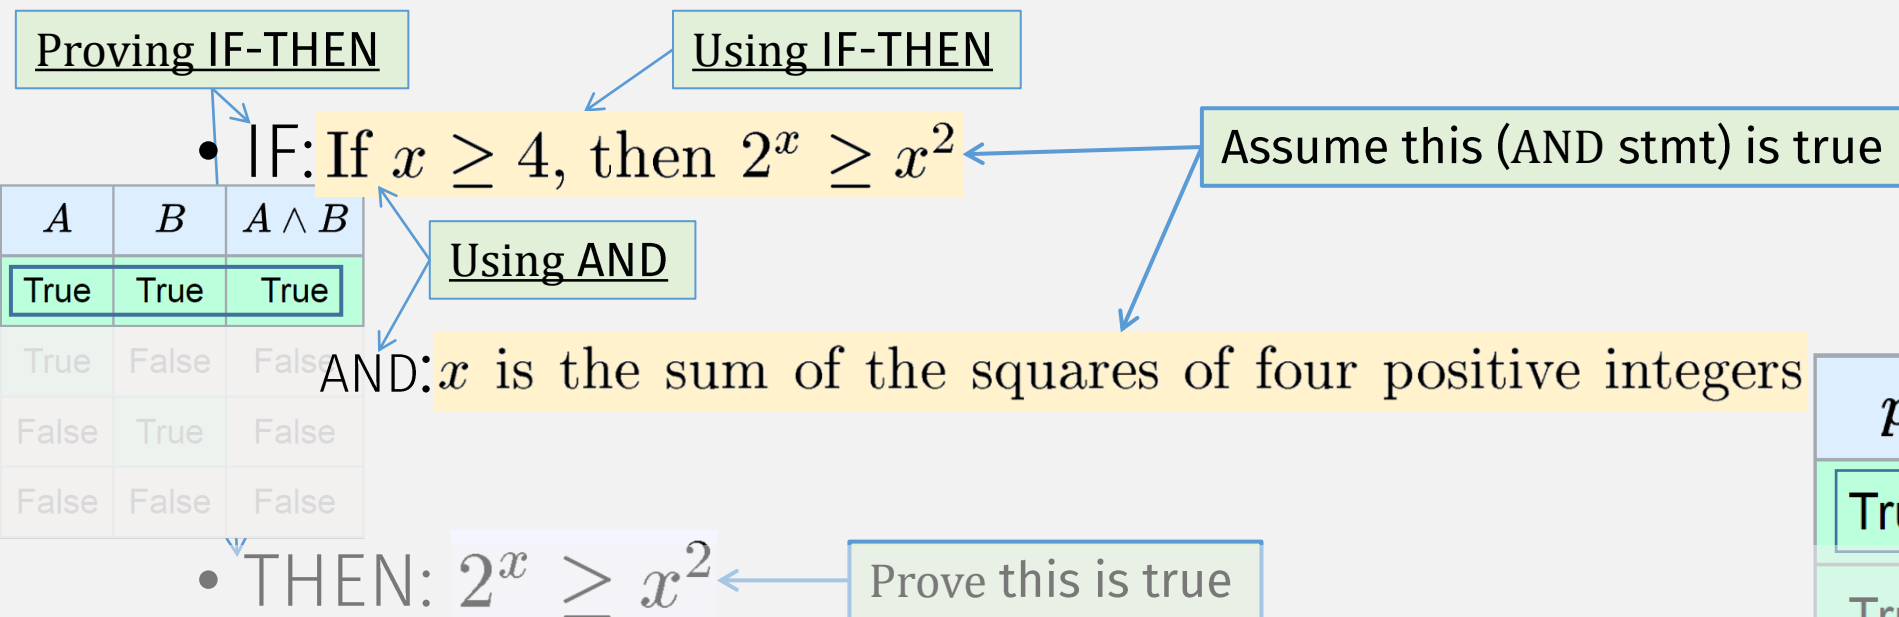 Proving IF-THEN
Using IF-THEN
• IF: If x ≥ 4, then 2^x ≥ x^2
Assume this (AND stmt) is true
A B A ∧ B
Using AND
True True True
True False False
AND: x is the sum of the squares of four positive integers
False True False
False False False
• THEN: 2^x ≥ x^2
Prove this is true